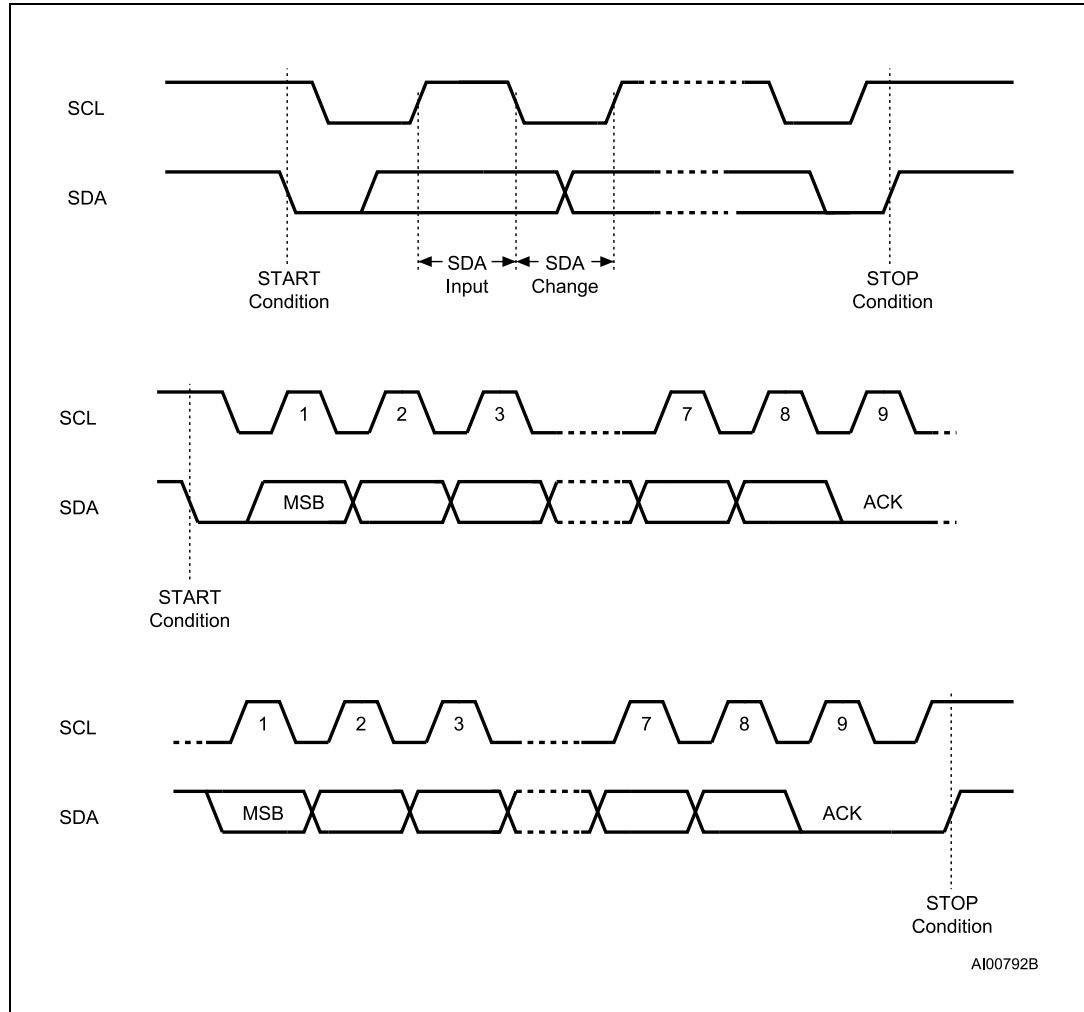 SCL
SDA
SDA
Input
SDA
Change
START
Condition
STOP
Condition
SCL
1
2
3
7
8
9
SDA
MSB
ACK
START
Condition
SCL
1
2
3
7
8
9
SDA
MSB
ACK
STOP
Condition
AI00792B